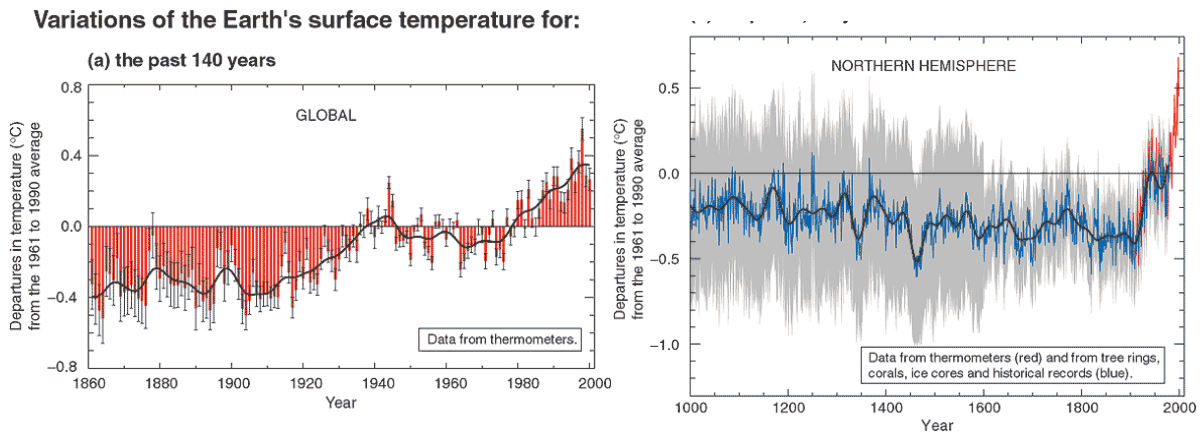 Variations of the Earth's surface temperature for:
(a) the past 140 years
GLOBAL
Departures in temperature (°C)
from the 1961 to 1990 average
0.8
0.4
0.0
−0.4
−0.8
Data from thermometers.
1860 1880 1900 1920 1940 1960 1980 2000
Year
NORTHERN HEMISPHERE
Departures in temperature (°C)
from the 1961 to 1990 average
0.5
0.0
−0.5
−1.0
Data from thermometers (red) and from tree rings,
corals, ice cores and historical records (blue).
1000 1200 1400 1600 1800 2000
Year